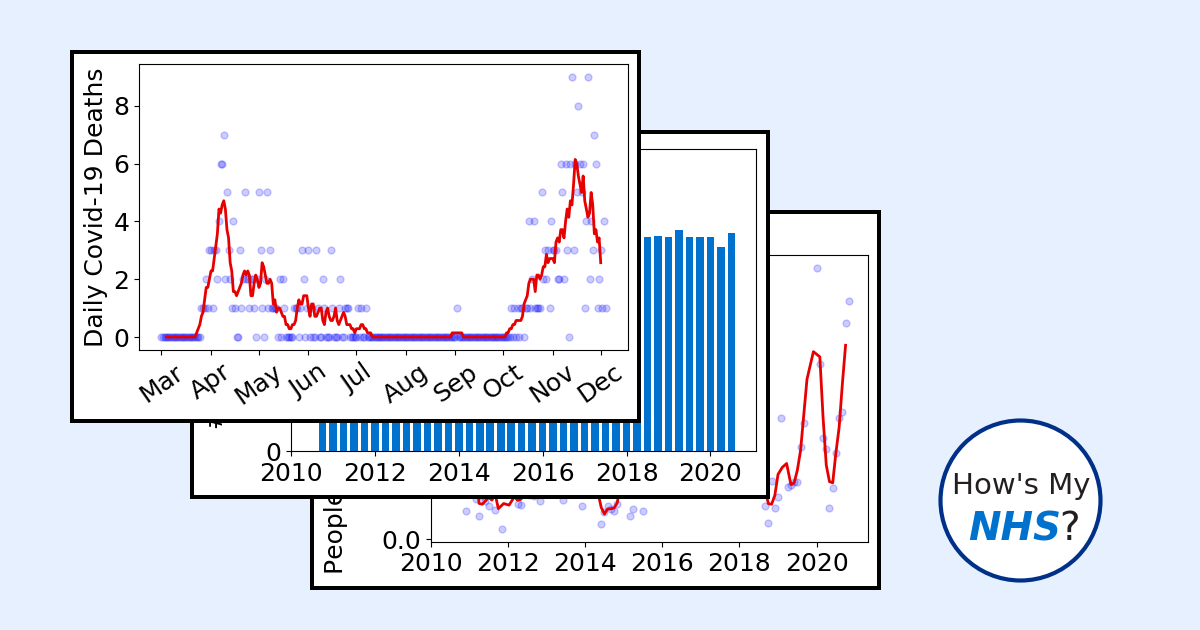 Daily Covid-19 Deaths
8
6
4
2
0
Mar Apr May Jun Jul Aug Sep Oct Nov Dec
0
2010 2012 2014 2016 2018 2020
People
0.0
2010 2012 2014 2016 2018 2020
How's My
NHS?